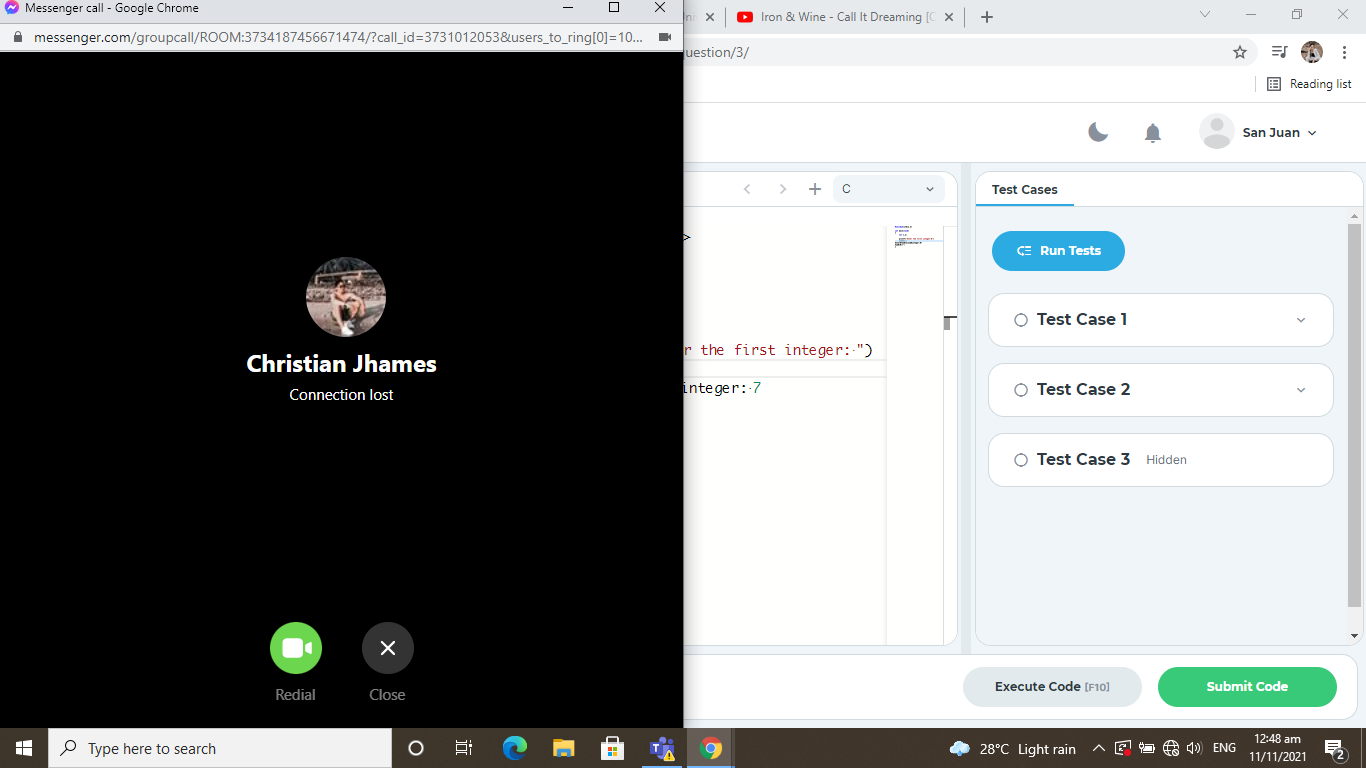 Messenger call - Google Chrome
messenger.com/groupcall/ROOM:3734187456671474/?call_id=3731012053&users_to_ring[0]=10...
Christian Jhames
Connection lost
Redial
Close
Iron & Wine - Call It Dreaming [
uestion/3/
Reading list
San Juan
C
>
r the first integer: ")
integer: 7
Test Cases
Run Tests
Test Case 1
Test Case 2
Test Case 3 Hidden
Execute Code [F10]
Submit Code
Type here to search
28°C Light rain
ENG
12:48 am
11/11/2021
2